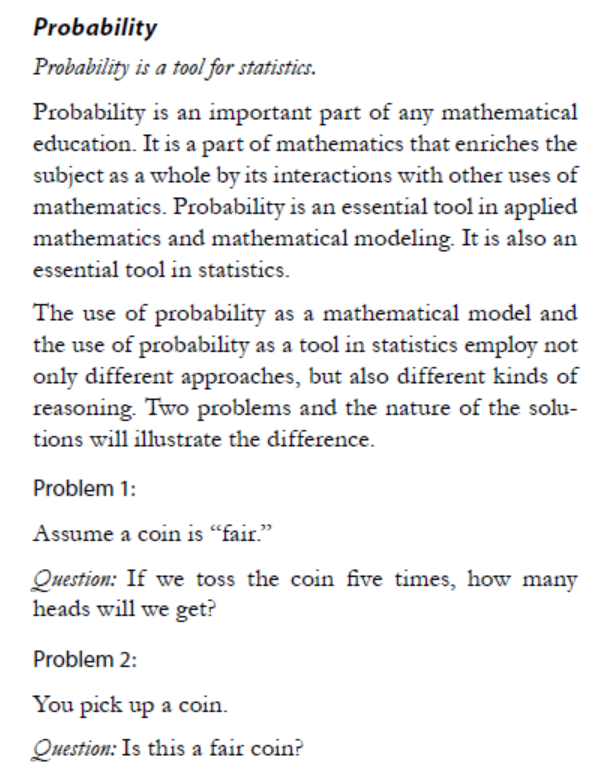 Probability
Probability is a tool for statistics.
Probability is an important part of any mathematical
education. It is a part of mathematics that enriches the
subject as a whole by its interactions with other uses of
mathematics. Probability is an essential tool in applied
mathematics and mathematical modeling. It is also an
essential tool in statistics.
The use of probability as a mathematical model and
the use of probability as a tool in statistics employ not
only different approaches, but also different kinds of
reasoning. Two problems and the nature of the solu-
tions will illustrate the difference.
Problem 1:
Assume a coin is “fair.”
Question: If we toss the coin five times, how many
heads will we get?
Problem 2:
You pick up a coin.
Question: Is this a fair coin?